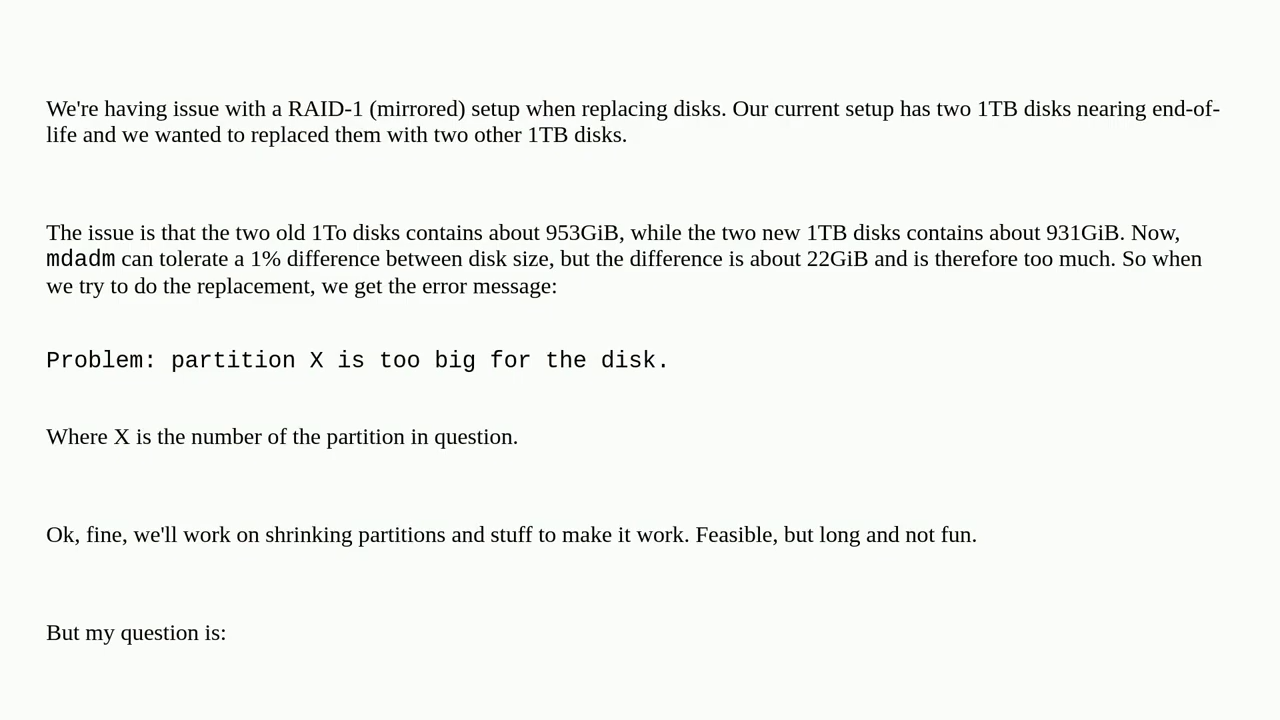 We're having issue with a RAID-1 (mirrored) setup when replacing disks. Our current setup has two 1TB disks nearing end-of-
life and we wanted to replaced them with two other 1TB disks.
The issue is that the two old 1To disks contains about 953GiB, while the two new 1TB disks contains about 931GiB. Now,
mdadm can tolerate a 1% difference between disk size, but the difference is about 22GiB and is therefore too much. So when
we try to do the replacement, we get the error message:
Problem: partition X is too big for the disk.
Where X is the number of the partition in question.
Ok, fine, we'll work on shrinking partitions and stuff to make it work. Feasible, but long and not fun.
But my question is: